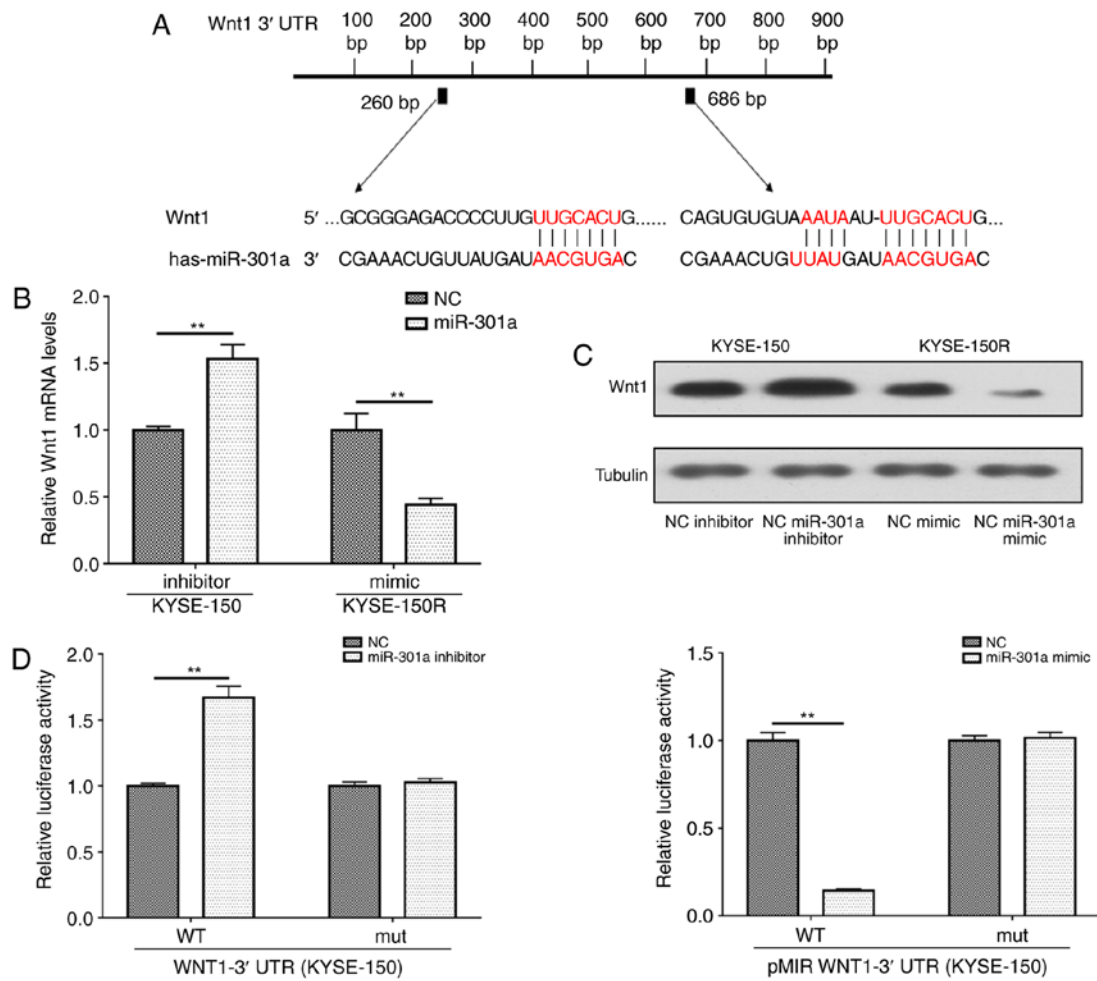 A
Wnt1 3′ UTR
100 bp
200 bp
300 bp
400 bp
500 bp
600 bp
700 bp
800 bp
900 bp
260 bp
686 bp
Wnt1 5′ ...GCGGGAGACCCCUUGUUGCACUG...... CAGUGUGUAAAUAAU-UUGCACUG...
has-miR-301a 3′ CGAAACUGUUAUGAUAACGUGAC CGAAACUGUUAUGAUAACGUGAC
B
Relative Wnt1 mRNA levels
2.0
1.5
1.0
0.5
0.0
NC
miR-301a
**
**
inhibitor
mimic
KYSE-150
KYSE-150R
C
KYSE-150
KYSE-150R
Wnt1
Tubulin
NC inhibitor
NC miR-301a
inhibitor
NC mimic
NC miR-301a
mimic
D
Relative luciferase activity
2.0
1.5
1.0
0.5
0.0
NC
miR-301a inhibitor
**
WT
mut
WNT1-3′ UTR (KYSE-150)
Relative luciferase activity
1.5
1.0
0.5
0.0
NC
miR-301a mimic
**
WT
mut
pMIR WNT1-3′ UTR (KYSE-150)